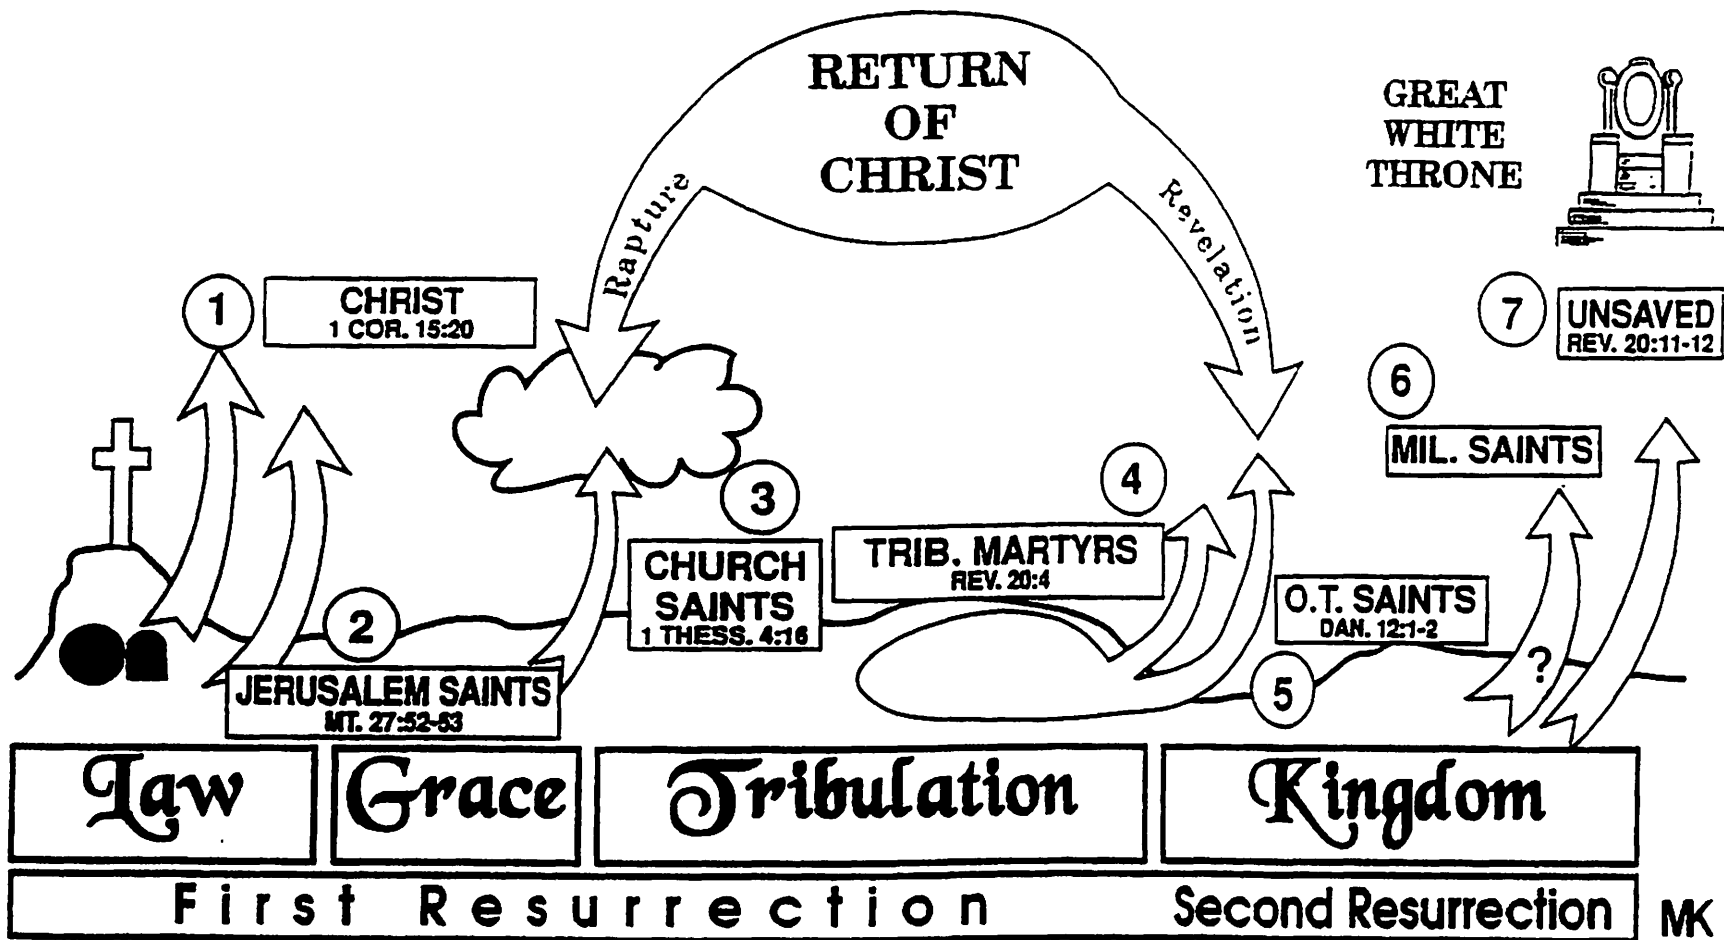 RETURN
OF
CHRIST
Rapture
Revelation
GREAT
WHITE
THRONE
1
CHRIST
1 COR. 15:20
2
JERUSALEM SAINTS
MT. 27:52-53
3
CHURCH
SAINTS
1 THESS. 4:16
4
TRIB. MARTYRS
REV. 20:4
5
O.T. SAINTS
DAN. 12:1-2
6
MIL. SAINTS
?
7
UNSAVED
REV. 20:11-12
Law
Grace
Tribulation
Kingdom
First Resurrection
Second Resurrection
MK